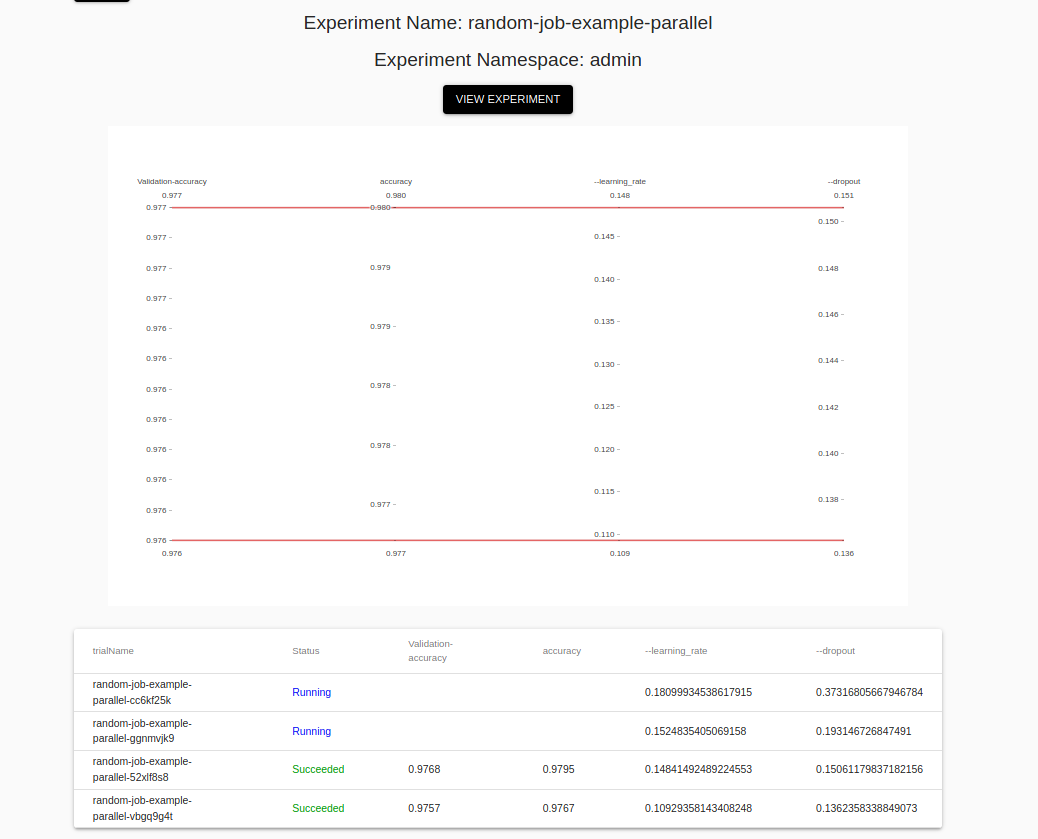 Experiment Name: random-job-example-parallel
Experiment Namespace: admin
VIEW EXPERIMENT
Validation-accuracy accuracy --learning_rate --dropout
0.977 0.980 0.148 0.151
0.977 0.980
0.150
0.977 0.145
0.977 0.979 0.148
0.140
0.977
0.146
0.135
0.976 0.979
0.976 0.144
0.130
0.976 0.978
0.125 0.142
0.976
0.976 0.978 0.120
0.140
0.976
0.115
0.138
0.977
0.976
0.110
0.976
0.976 0.977 0.109 0.136
trialName Status Validation- accuracy --learning_rate --dropout
accuracy
random-job-example-
parallel-cc6kf25k Running 0.18099934538617915 0.37316805667946784
random-job-example-
parallel-ggnmvjk9 Running 0.1524835405069158 0.193146726847491
random-job-example-
parallel-52xlf8s8 Succeeded 0.9768 0.9795 0.14841492489224553 0.15061179837182156
random-job-example-
parallel-vbgq9g4t Succeeded 0.9757 0.9767 0.10929358143408248 0.1362358338849073